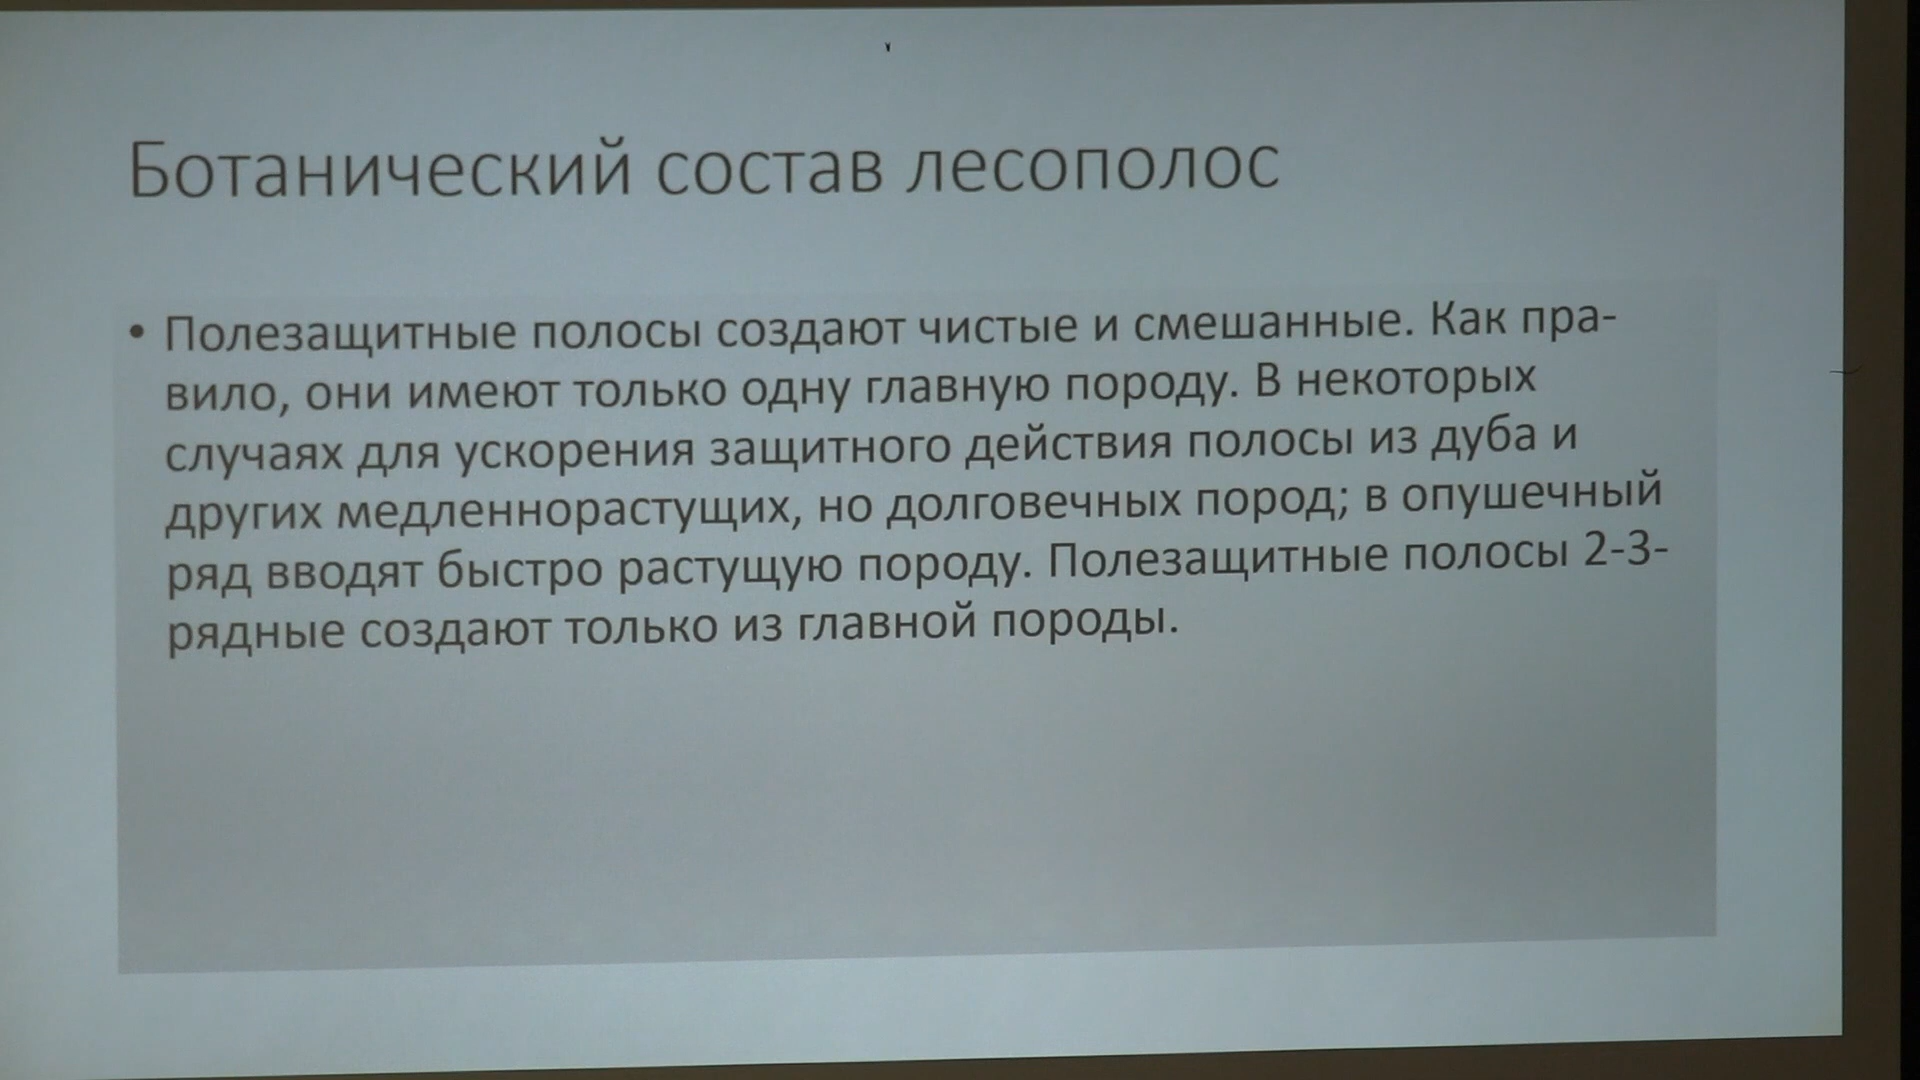 Ботанический состав лесополос
• Полезащитные полосы создают чистые и смешанные. Как пра-
вило, они имеют только одну главную породу. В некоторых
случаях для ускорения защитного действия полосы из дуба и
других медленнорастущих, но долговечных пород; в опушечный
ряд вводят быстро растущую породу. Полезащитные полосы 2-3-
рядные создают только из главной породы.